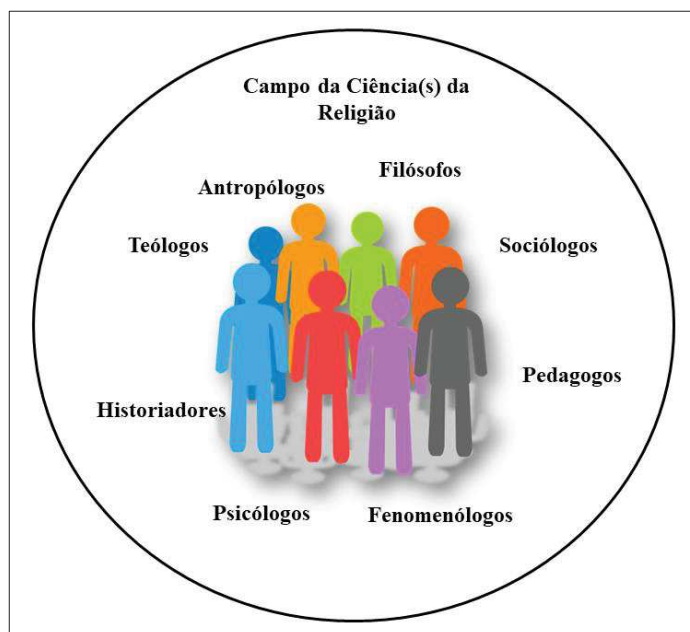 Campo da Ciência(s) da
Religião
Filósofos
Antropólogos
Teólogos
Sociólogos
Pedagogos
Historiadores
Psicólogos
Fenomenólogos